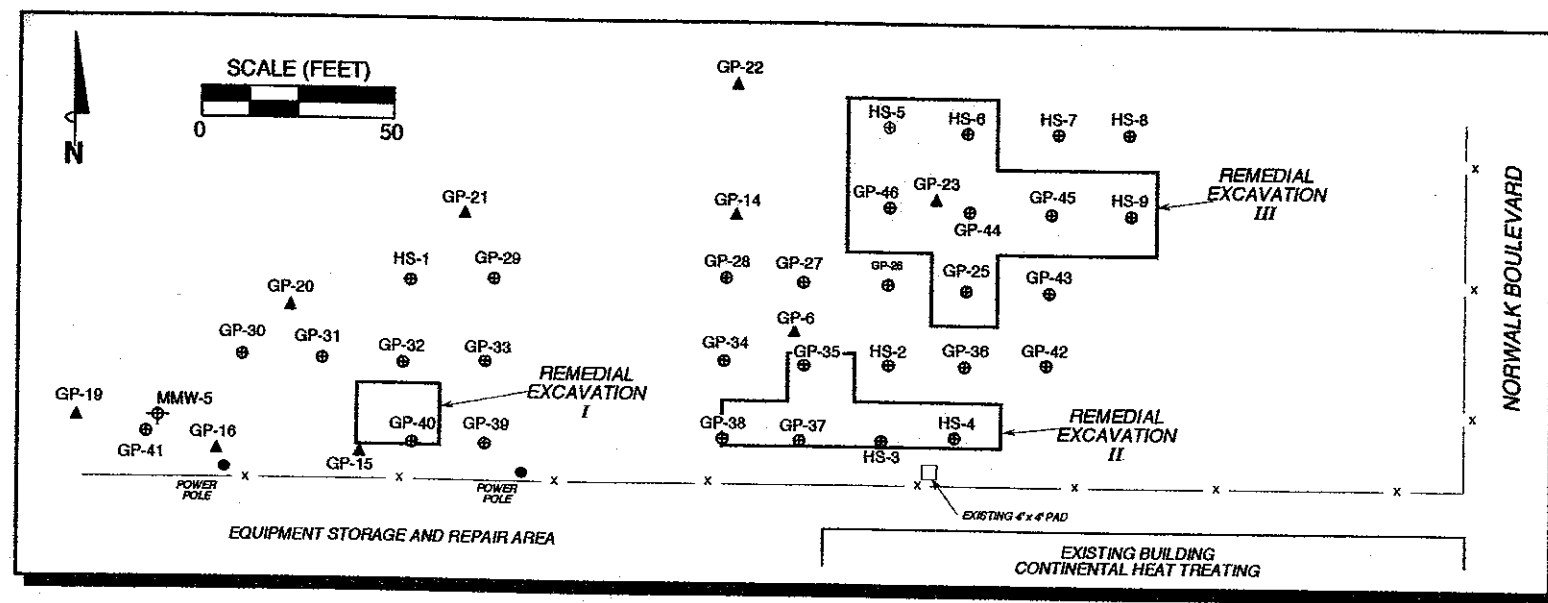 SCALE (FEET)
0 50
N
GP-22
HS-5
HS-6
HS-7
HS-8
GP-21
GP-14
GP-46
GP-23
GP-44
GP-45
HS-9
REMEDIAL
EXCAVATION
III
HS-1
GP-29
GP-28
GP-27
GP-26
GP-25
GP-43
GP-20
GP-6
GP-30
GP-31
GP-32
GP-33
GP-34
GP-35
HS-2
GP-36
GP-42
REMEDIAL
EXCAVATION
I
GP-19
MMW-5
GP-41
GP-16
GP-15
GP-40
GP-39
GP-38
GP-37
HS-3
HS-4
REMEDIAL
EXCAVATION
II
NORWALK BOULEVARD
POWER
POLE
POWER
POLE
x x x x x x x x
x
x
x
EXISTING 4'x 4' PAD
EQUIPMENT STORAGE AND REPAIR AREA
EXISTING BUILDING
CONTINENTAL HEAT TREATING